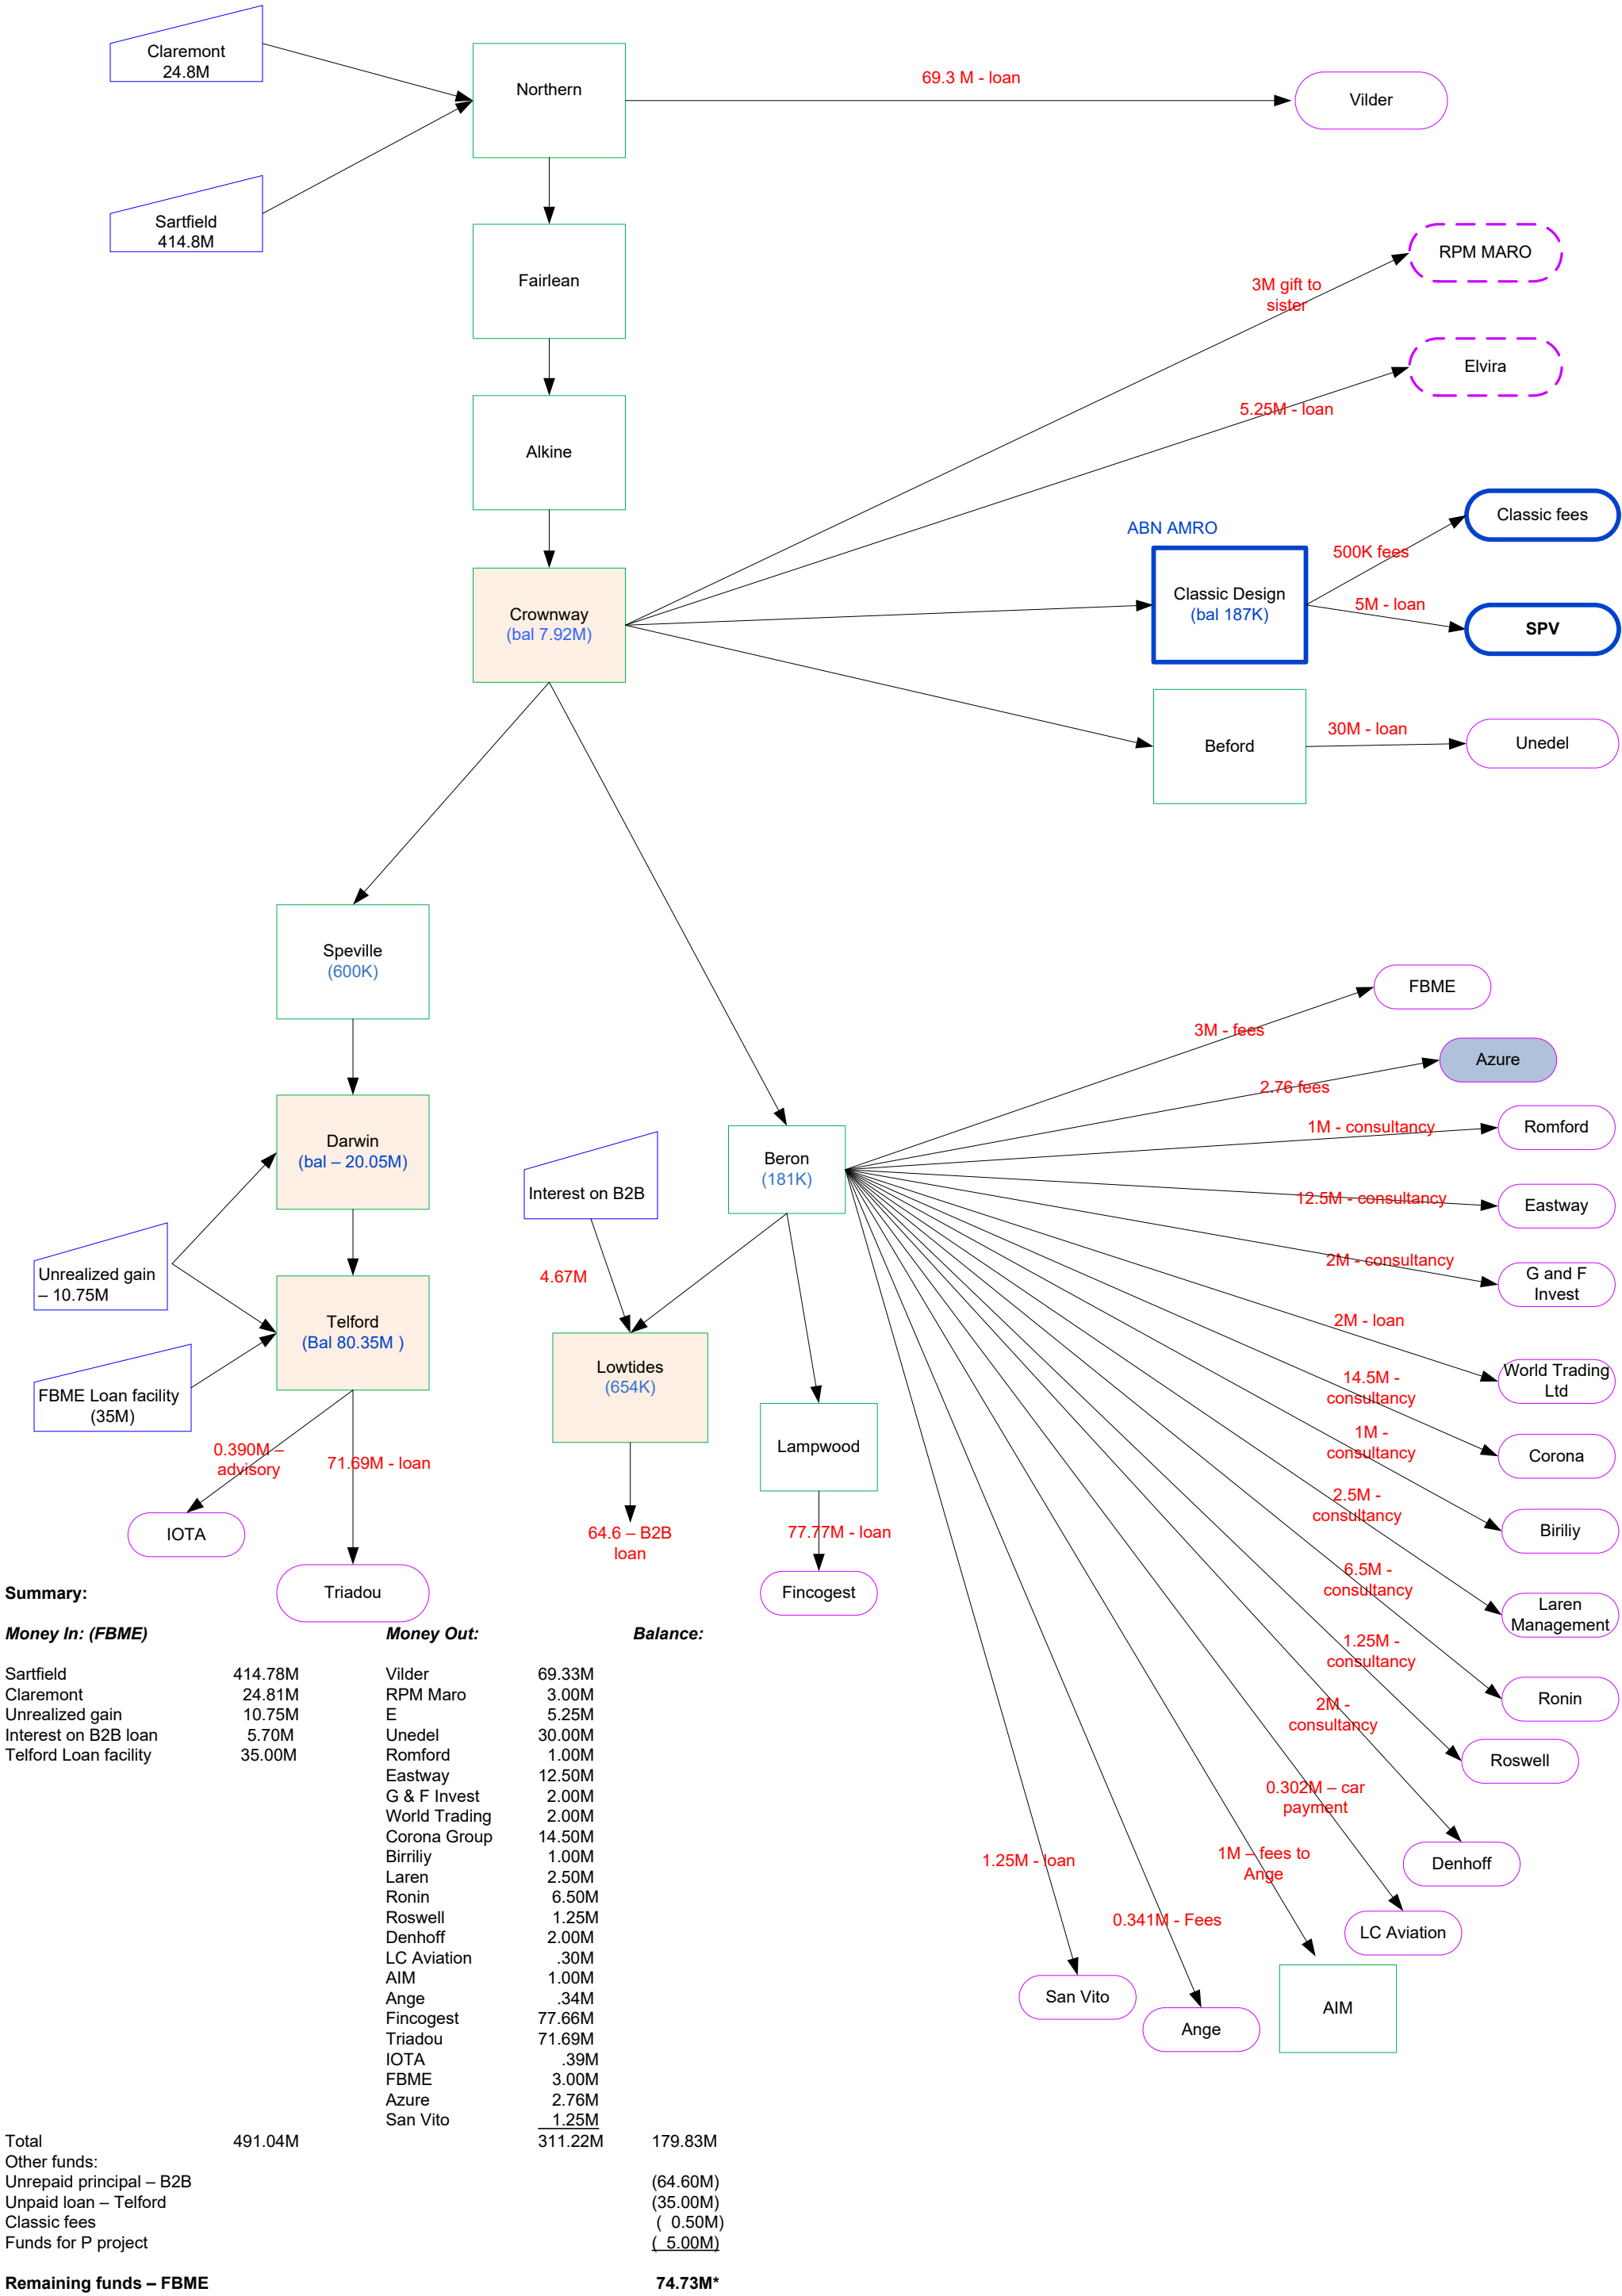 Claremont
24.8M
Northern
69.3 M - loan
Vilder
Sartfield
414.8M
Fairlean
RPM MARO
3M gift to
sister
Elvira
5.25M - loan
Alkine
ABN AMRO
Classic fees
500K fees
Classic Design
(bal 187K)
5M - loan
SPV
Crownway
(bal 7.92M)
Beford
30M - loan
Unedel
Speville
(600K)
FBME
3M - fees
Azure
2.76 fees
Romford
1M - consultancy
Darwin
(bal – 20.05M)
Interest on B2B
Beron
(181K)
12.5M - consultancy
Eastway
2M - consultancy
G and F
Invest
Unrealized gain
– 10.75M
4.67M
Telford
(Bal 80.35M )
2M - loan
World Trading
Ltd
FBME Loan facility
(35M)
Lowtides
(654K)
14.5M -
consultancy
Lampwood
Corona
1M -
consultancy
0.390M –
advisory
71.69M - loan
2.5M -
consultancy
Biriliy
IOTA
64.6 – B2B
loan
77.77M - loan
6.5M -
consultancy
Triadou
Fincogest
Laren
Management
1.25M -
consultancy
Ronin
2M -
consultancy
Roswell
0.302M – car
payment
Denhoff
1.25M - loan
1M – fees to
Ange
0.341M - Fees
LC Aviation
San Vito
Ange
AIM
Summary:
Money In: (FBME) Money Out: Balance:
Sartfield 414.78M Vilder 69.33M
Claremont 24.81M RPM Maro 3.00M
Unrealized gain 10.75M E 5.25M
Interest on B2B loan 5.70M Unedel 30.00M
Telford Loan facility 35.00M Romford 1.00M
Eastway 12.50M
G & F Invest 2.00M
World Trading 2.00M
Corona Group 14.50M
Birriliy 1.00M
Laren 2.50M
Ronin 6.50M
Roswell 1.25M
Denhoff 2.00M
LC Aviation .30M
AIM 1.00M
Ange .34M
Fincogest 77.66M
Triadou 71.69M
IOTA .39M
FBME 3.00M
Azure 2.76M
San Vito 1.25M
Total 491.04M 311.22M 179.83M
Other funds:
Unrepaid principal – B2B (64.60M)
Unpaid loan – Telford (35.00M)
Classic fees ( 0.50M)
Funds for P project ( 5.00M)
Remaining funds – FBME 74.73M*